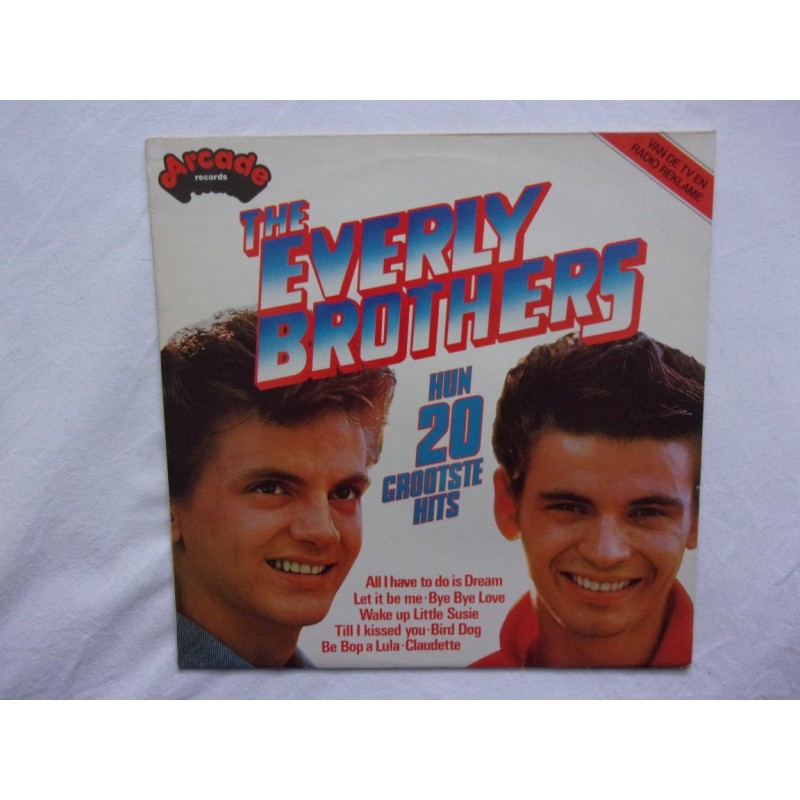 Arcade
records
VAN DE TV EN
RADIO REKLAME
THE
EVERLY
BROTHERS
HUN
20
GROOTSTE
HITS
All I have to do is Dream
Let it be me·Bye Bye Love
Wake up Little Susie
Till I kissed you·Bird Dog
Be Bop a Lula·Claudette